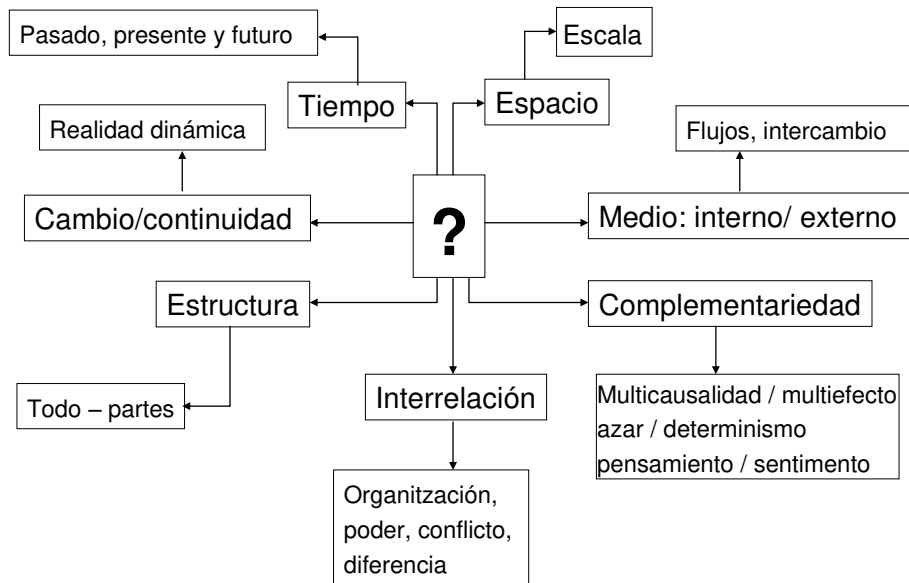 Pasado, presente y futuro
Escala
Tiempo
Espacio
Realidad dinámica
Flujos, intercambio
Cambio/continuidad
?
Medio: interno/ externo
Estructura
Complementariedad
Todo – partes
Interrelación
Multicausalidad / multiefecto
azar / determinismo
pensamiento / sentimento
Organitzación,
poder, conflicto,
diferencia